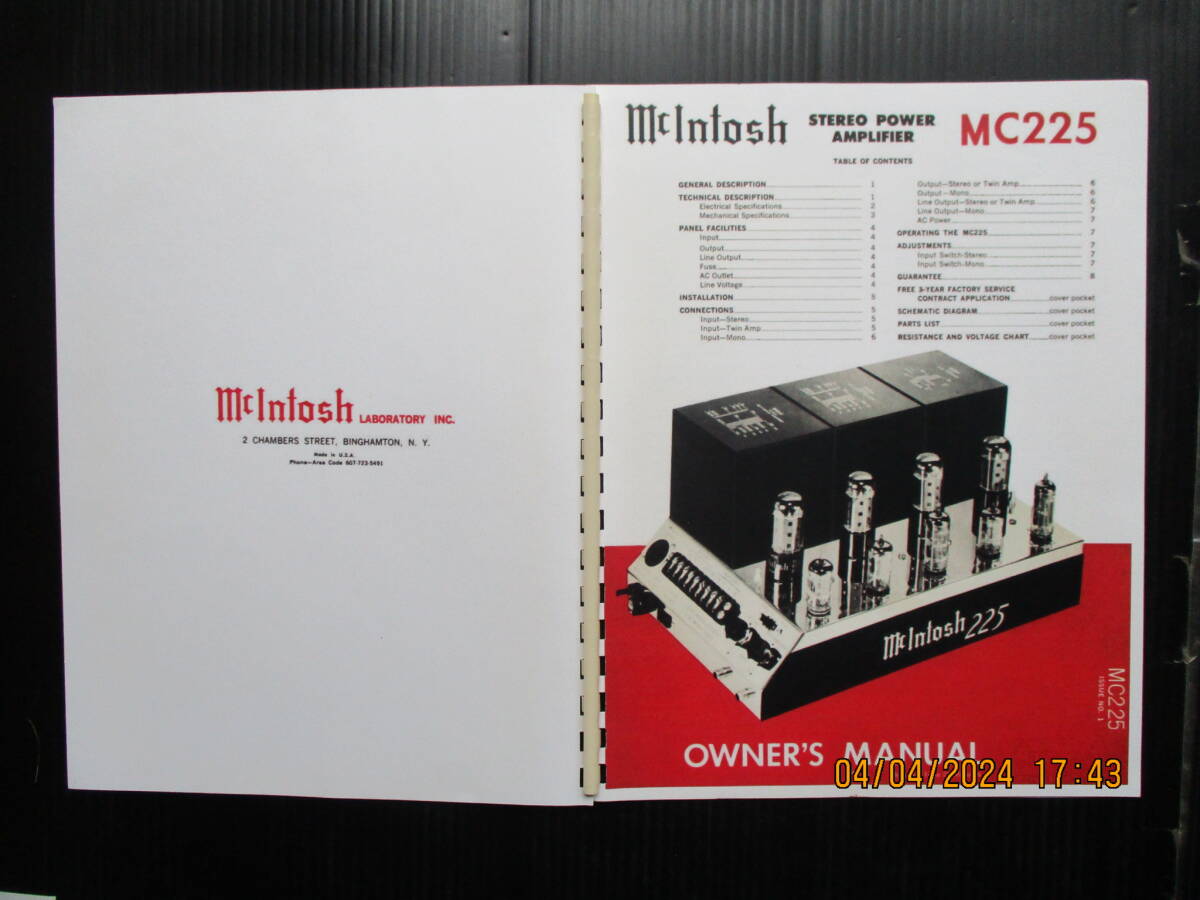 McIntosh LABORATORY INC.
2 CHAMBERS STREET, BINGHAMTON, N. Y.
Made in U.S.A.
Phone—Area Code 607-723-5491
McIntosh
STEREO POWER
AMPLIFIER
MC225
TABLE OF CONTENTS
GENERAL DESCRIPTION 1
TECHNICAL DESCRIPTION 1
Electrical Specifications 2
Mechanical Specifications 3
PANEL FACILITIES 4
Input 4
Output 4
Line Output 4
Fuse 4
AC Outlet 4
Line Voltage 4
INSTALLATION 5
CONNECTIONS 5
Input—Stereo 5
Input—Twin Amp 5
Input—Mono 6
Output—Stereo or Twin Amp 6
Output—Mono 6
Line Output—Stereo or Twin Amp 6
Line Output—Mono 7
AC Power 7
OPERATING THE MC225 7
ADJUSTMENTS 7
Input Switch-Stereo 7
Input Switch-Mono 7
GUARANTEE 8
FREE 3-YEAR FACTORY SERVICE
CONTRACT APPLICATION cover pocket
SCHEMATIC DIAGRAM cover pocket
PARTS LIST cover pocket
RESISTANCE AND VOLTAGE CHART cover pocket
McIntosh 225
MC225
ISSUE NO. 1
OWNER'S MANUAL
04/04/2024 17:43